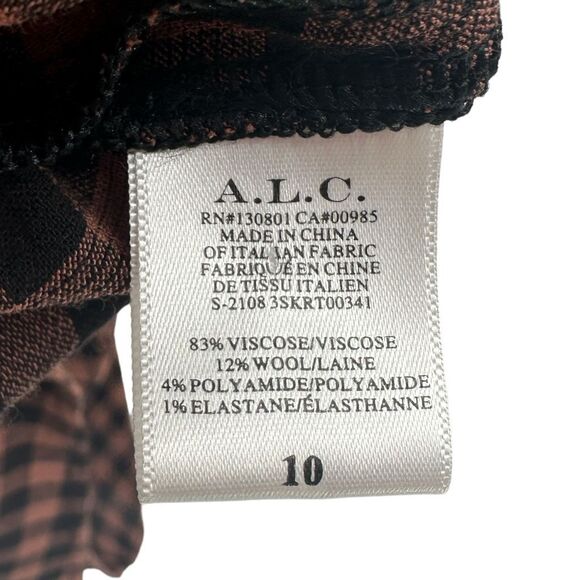 A.L.C.
RN#130801 CA#00985
MADE IN CHINA
OF ITALIAN FABRIC
FABRIQUE EN CHINE
DE TISSU ITALIEN
S-2108 3SKRT00341
83% VISCOSE/VISCOSE
12% WOOL/LAINE
4% POLYAMIDE/POLYAMIDE
1% ELASTANE/ÉLASTHANNE
10